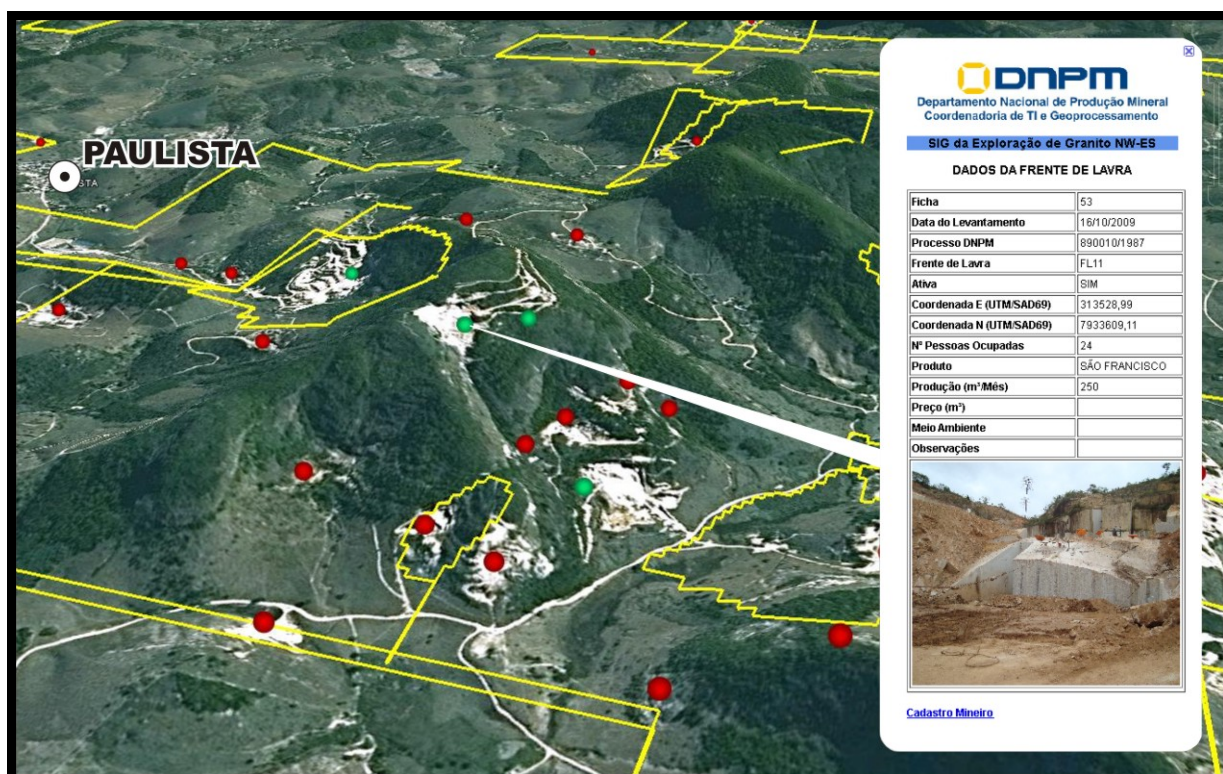 PAULISTA
STA
DNPM
Departamento Nacional de Produção Mineral
Coordenadoria de TI e Geoprocessamento
SIG da Exploração de Granito NW-ES
DADOS DA FRENTE DE LAVRA
Ficha 53
Data do Levantamento 16/10/2009
Processo DNPM 890010/1987
Frente de Lavra FL11
Ativa SIM
Coordenada E (UTM/SAD69) 313528,99
Coordenada N (UTM/SAD69) 7933609,11
Nº Pessoas Ocupadas 24
Produto SÃO FRANCISCO
Produção (m³/Mês) 250
Preço (m³)
Meio Ambiente
Observações
Cadastro Mineiro